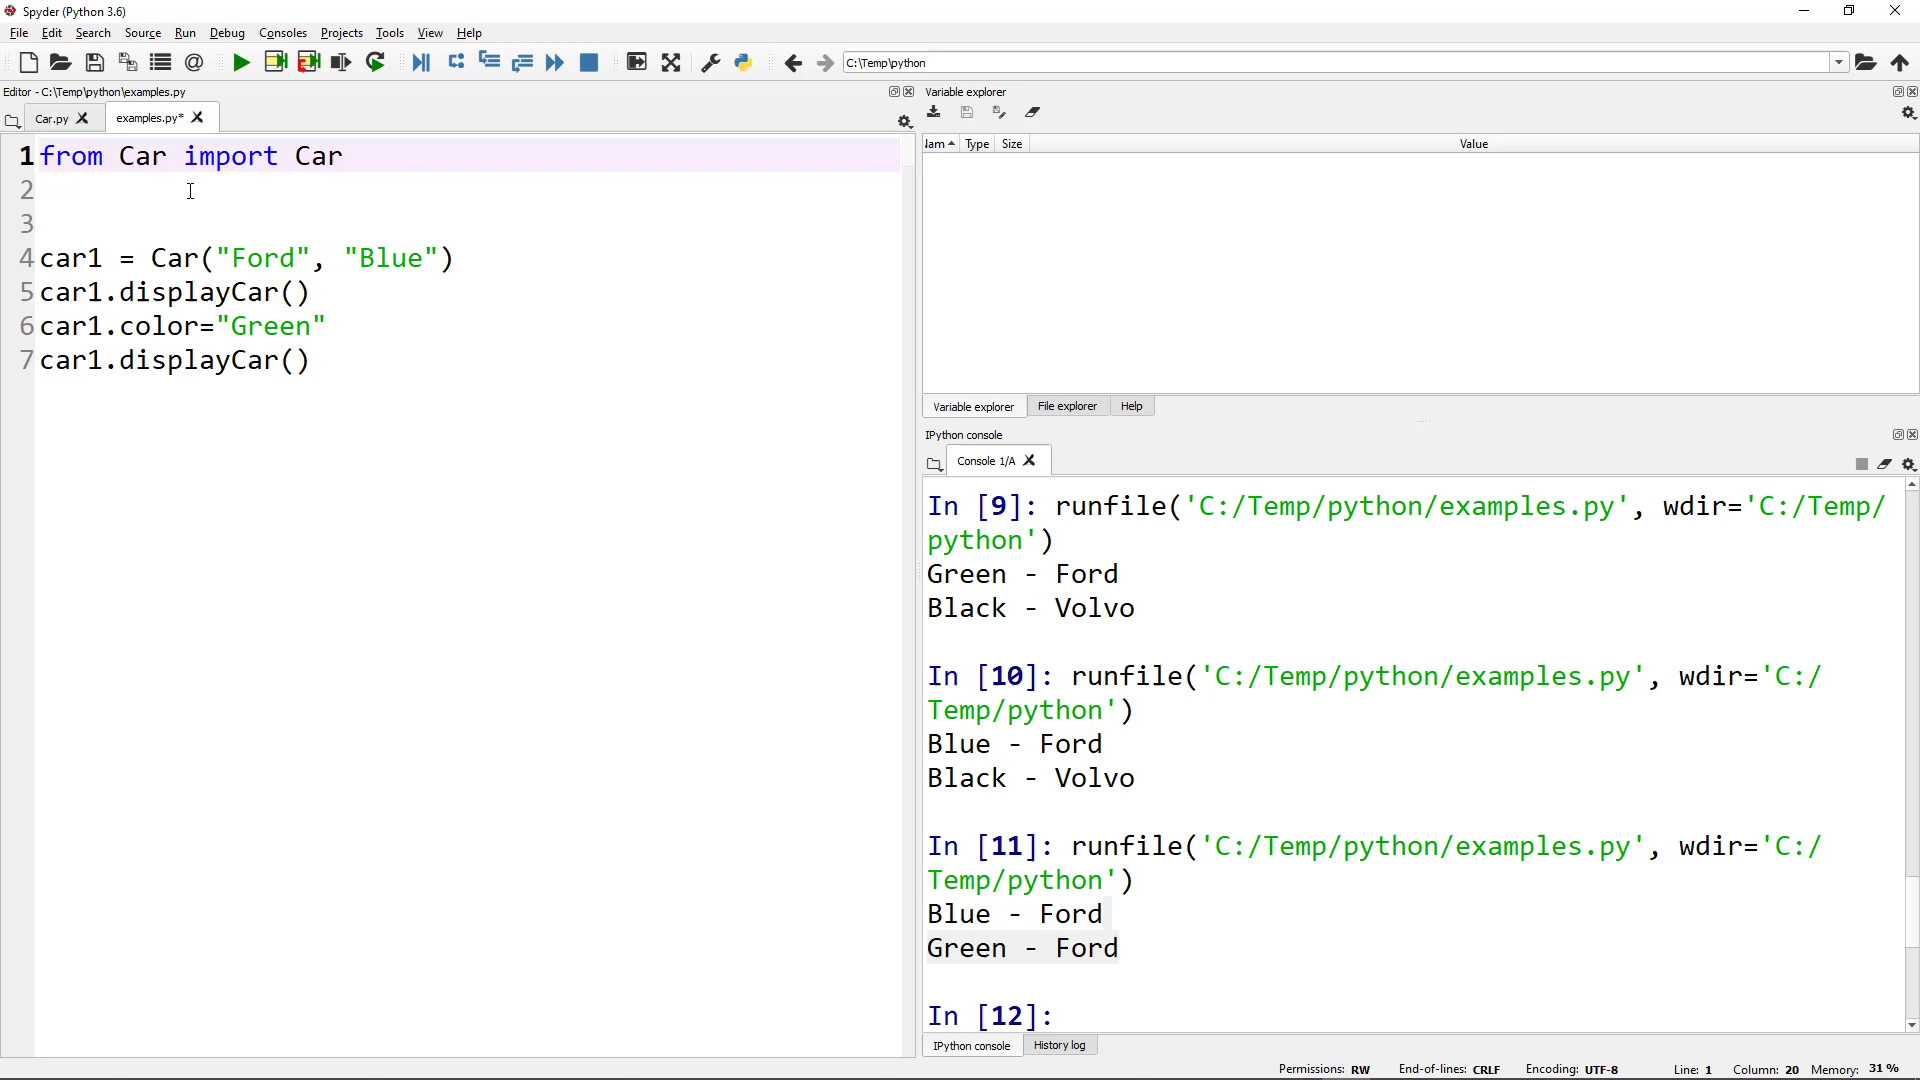 Spyder (Python 3.6)
File Edit Search Source Run Debug Consoles Projects Tools View Help
C:\Temp\python
Editor - C:\Temp\python\examples.py
Car.py examples.py*
1 from Car import Car
2
3
4 car1 = Car("Ford", "Blue")
5 car1.displayCar()
6 car1.color="Green"
7 car1.displayCar()
Variable explorer
Type Size Value
Variable explorer File explorer Help
IPython console
Console 1/A
In [9]: runfile('C:/Temp/python/examples.py', wdir='C:/Temp/
python')
Green - Ford
Black - Volvo
In [10]: runfile('C:/Temp/python/examples.py', wdir='C:/
Temp/python')
Blue - Ford
Black - Volvo
In [11]: runfile('C:/Temp/python/examples.py', wdir='C:/
Temp/python')
Blue - Ford
Green - Ford
In [12]:
IPython console History log
Permissions: RW End-of-lines: CRLF Encoding: UTF-8 Line: 1 Column: 20 Memory: 31 %